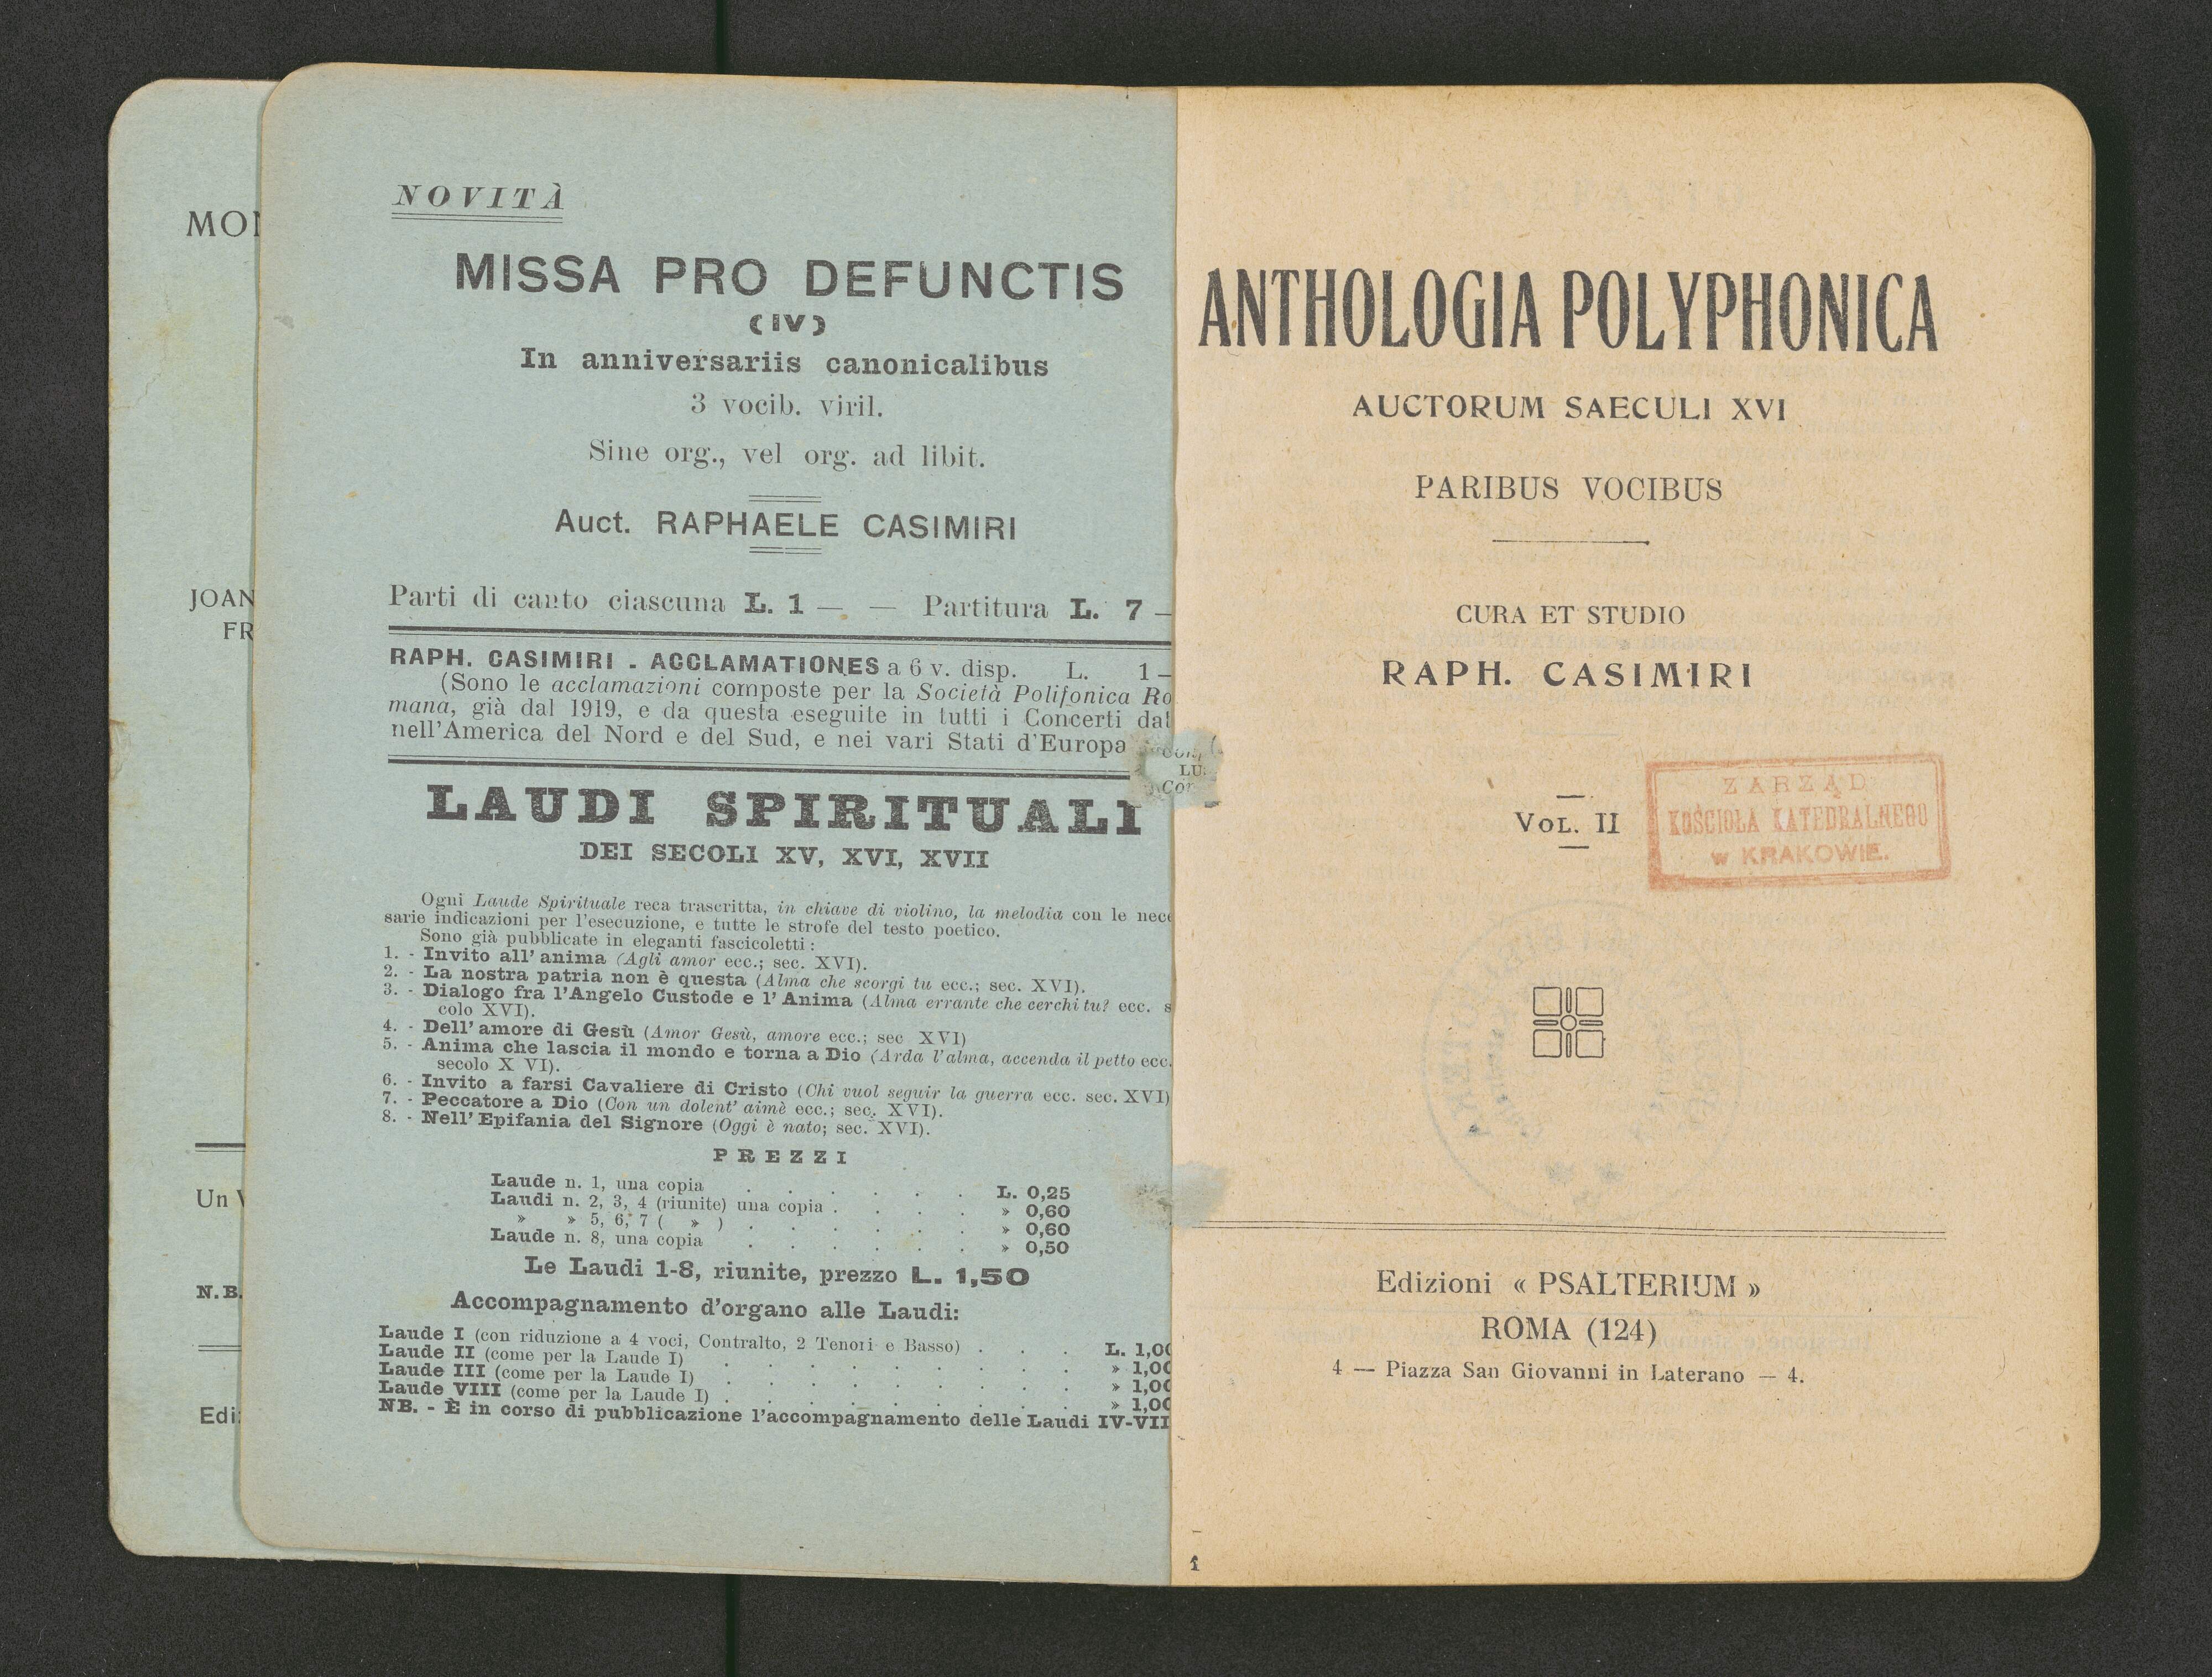 MON
JOAN
FR
Un
N.B.
Edi
NOVITÀ
MISSA PRO DEFUNCTIS
(IV)
In anniversariis canonicalibus
3 vocib. viril.
Sine org., vel org. ad libit.
Auct. RAPHAELE CASIMIRI
Parti di canto ciascuna L. 1 — — Partitura L. 7 —
RAPH. CASIMIRI - ACCLAMATIONES a 6 v. disp. L. 1 —
(Sono le acclamazioni composte per la Società Polifonica Ro
mana, già dal 1919, e da questa eseguite in tutti i Concerti dat
nell'America del Nord e del Sud, e nei vari Stati d'Europa
LAUDI SPIRITUALI
DEI SECOLI XV, XVI, XVII
Ogni Laude Spirituale reca trascritta, in chiave di violino, la melodia con le nece
sarie indicazioni per l'esecuzione, e tutte le strofe del testo poetico.
Sono già pubblicate in eleganti fascicoletti :
1. - Invito all' anima (Agli amor ecc.; sec. XVI).
2. - La nostra patria non è questa (Alma che scorgi tu ecc.; sec. XVI).
3. - Dialogo fra l'Angelo Custode e l' Anima (Alma errante che cerchi tu? ecc. s
colo XVI).
4. - Dell' amore di Gesù (Amor Gesù, amore ecc.; sec XVI)
5. - Anima che lascia il mondo e torna a Dio (Arda l'alma, accenda il petto ecc.
secolo X VI).
6. - Invito a farsi Cavaliere di Cristo (Chi vuol seguir la guerra ecc. sec. XVI)
7. - Peccatore a Dio (Con un dolent' aimè ecc.; sec. XVI).
8. - Nell' Epifania del Signore (Oggi è nato; sec. XVI).
PREZZI
Laude n. 1, una copia . . . . . . L. 0,25
Laudi n. 2, 3, 4 (riunite) una copia . . . . » 0,60
» » 5, 6, 7 ( » ) . . . . . . » 0,60
Laude n. 8, una copia . . . . . . » 0,50
Le Laudi 1-8, riunite, prezzo L. 1,50
Accompagnamento d'organo alle Laudi:
Laude I (con riduzione a 4 voci, Contralto, 2 Tenori e Basso) . . . L. 1,00
Laude II (come per la Laude I) . . . . . . . . . » 1,00
Laude III (come per la Laude I) . . . . . . . . . » 1,00
Laude VIII (come per la Laude I) . . . . . . . . . » 1,00
NB. - È in corso di pubblicazione l'accompagnamento delle Laudi IV-VII
LU.
ANTHOLOGIA POLYPHONICA
AUCTORUM SAECULI XVI
PARIBUS VOCIBUS
CURA ET STUDIO
RAPH. CASIMIRI
VOL. II
ZARZĄD
KOŚCIOŁA KATEDRALNEGO
w KRAKOWIE.
Edizioni « PSALTERIUM »
ROMA (124)
4 — Piazza San Giovanni in Laterano — 4.
1